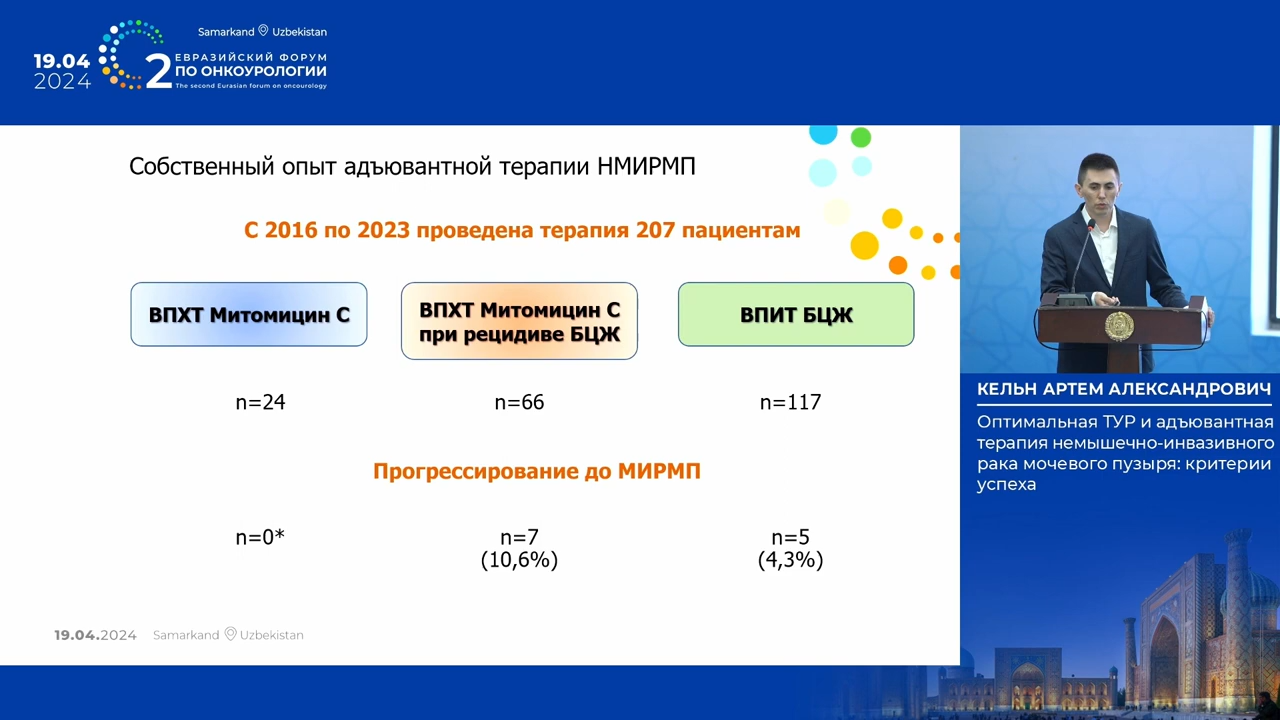 Samarkand Uzbekistan
19.04
2024
2
ЕВРАЗИЙСКИЙ ФОРУМ
ПО ОНКОУРОЛОГИИ
The second Eurasian forum on oncourology
Собственный опыт адъювантной терапии НМИРМП
С 2016 по 2023 проведена терапия 207 пациентам
ВПХТ Митомицин С
ВПХТ Митомицин С
при рецидиве БЦЖ
ВПИТ БЦЖ
n=24
n=66
n=117
Прогрессирование до МИРМП
n=0*
n=7
(10,6%)
n=5
(4,3%)
19.04.2024 Samarkand Uzbekistan
КЕЛЬН АРТЕМ АЛЕКСАНДРОВИЧ
Оптимальная ТУР и адъювантная
терапия немышечно-инвазивного
рака мочевого пузыря: критерии
успеха